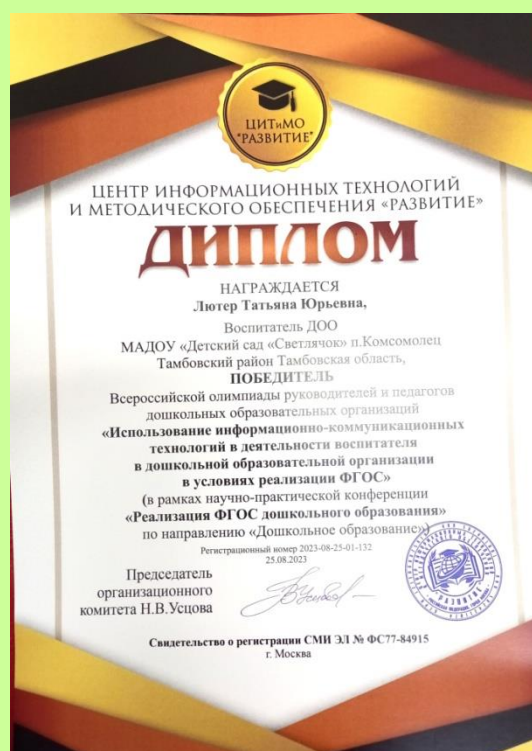 ЦИТиМО
"РАЗВИТИЕ"
ЦЕНТР ИНФОРМАЦИОННЫХ ТЕХНОЛОГИЙ
И МЕТОДИЧЕСКОГО ОБЕСПЕЧЕНИЯ «РАЗВИТИЕ»
ДИПЛОМ
НАГРАЖДАЕТСЯ
Лютер Татьяна Юрьевна,
Воспитатель ДОО
МАДОУ «Детский сад «Светлячок» п.Комсомолец
Тамбовский район Тамбовская область,
ПОБЕДИТЕЛЬ
Всероссийской олимпиады руководителей и педагогов
дошкольных образовательных организаций
«Использование информационно-коммуникационных
технологий в деятельности воспитателя
в дошкольной образовательной организации
в условиях реализации ФГОС»
(в рамках научно-практической конференции
«Реализация ФГОС дошкольного образования»
по направлению «Дошкольное образование»)
Регистрационный номер 2023-08-25-01-132
25.08.2023
Председатель
организационного
комитета Н.В.Усцова
РАЗВИТИЕ
Свидетельство о регистрации СМИ ЭЛ № ФС77-84915
г. Москва